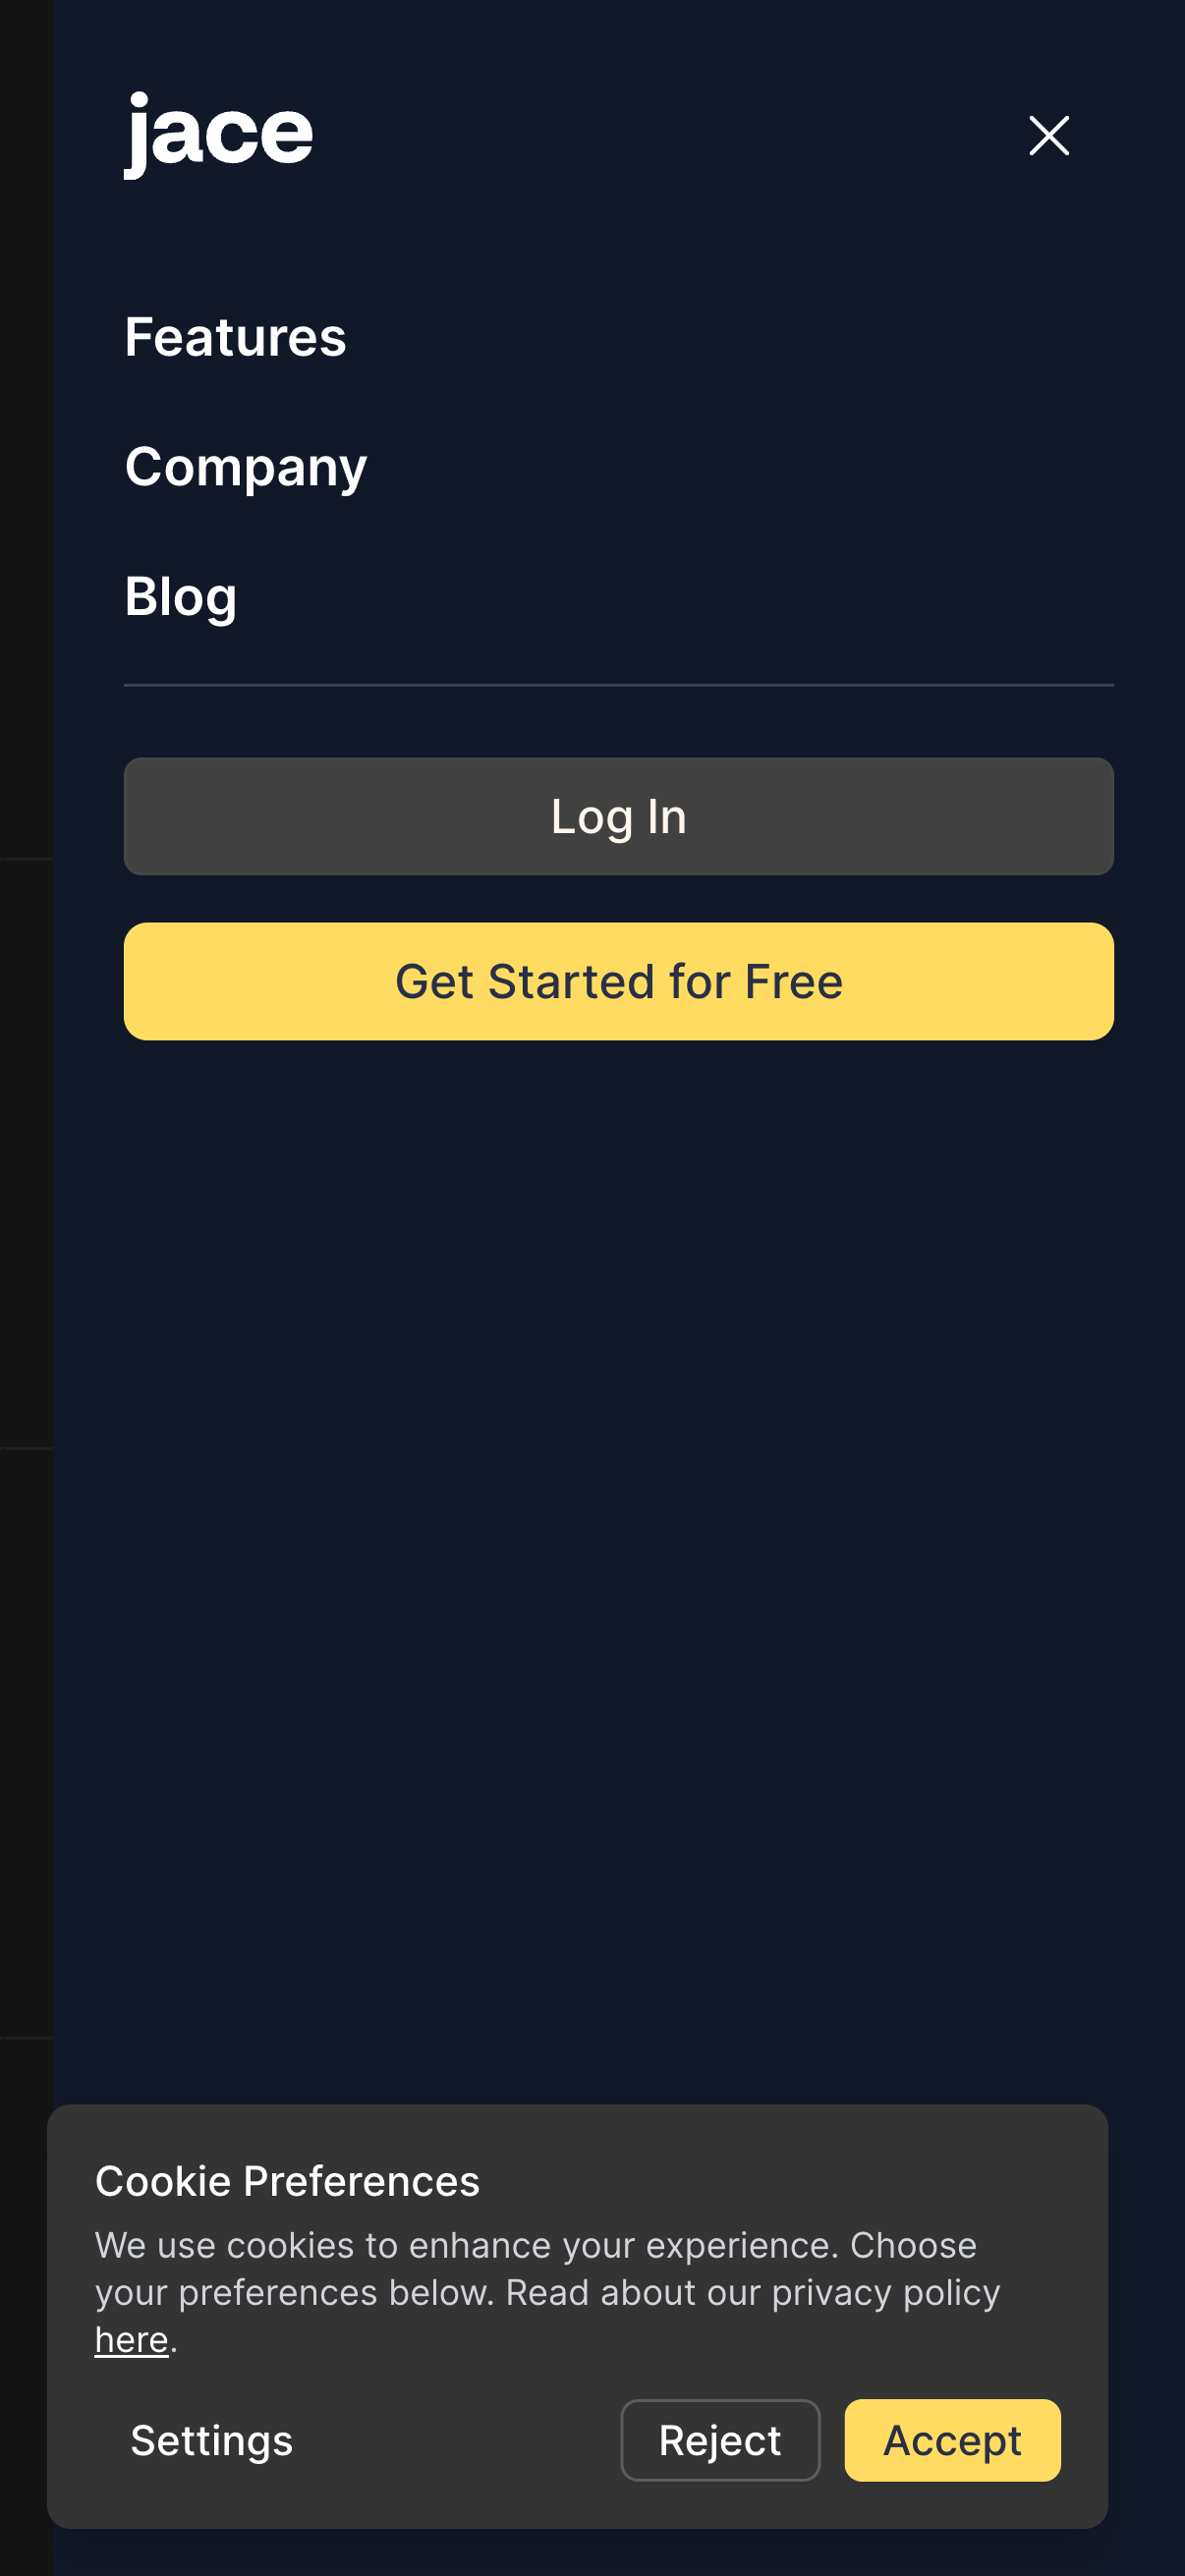 jace
Features
Company
Blog
Log In
Get Started for Free
Cookie Preferences
We use cookies to enhance your experience. Choose
your preferences below. Read about our privacy policy
here.
Settings
Reject
Accept